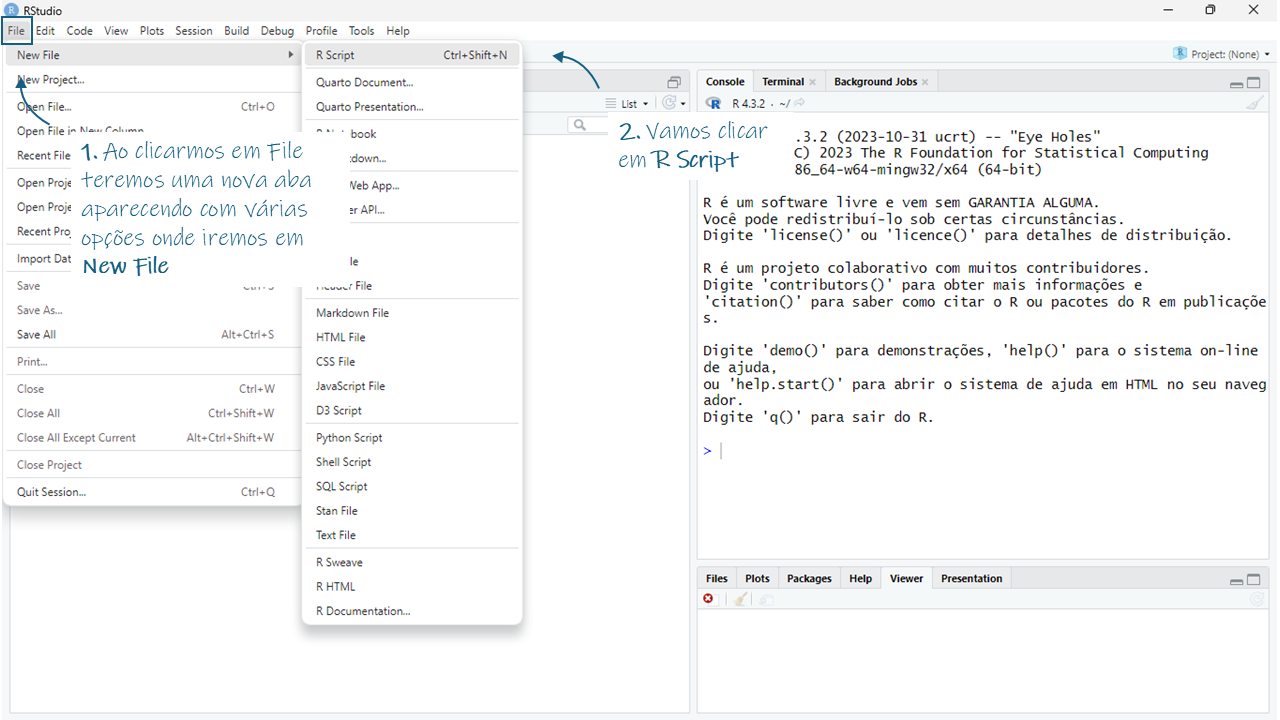 RStudio
File Edit Code View Plots Session Build Debug Profile Tools Help
Project: (None)
New File
New Project...
Open File... Ctrl+O
Open File in New Column...
Recent File
Open Proje
Open Proje
Recent Pro
Import Dat
Save Ctrl+S
Save As...
Save All Alt+Ctrl+S
Print...
Close Ctrl+W
Close All Ctrl+Shift+W
Close All Except Current Alt+Ctrl+Shift+W
Close Project
Quit Session... Ctrl+Q
1. Ao clicarmos em File
teremos uma nova aba
aparecendo com várias
opções onde iremos em
New File
R Script Ctrl+Shift+N
Quarto Document...
Quarto Presentation...
R Notebook
down...
Web App...
er API...
le
Header File
Markdown File
HTML File
CSS File
JavaScript File
D3 Script
Python Script
Shell Script
SQL Script
Stan File
Text File
R Sweave
R HTML
R Documentation...
List
2. Vamos clicar
em R Script
Console Terminal Background Jobs
R 4.3.2 · ~/
.3.2 (2023-10-31 ucrt) -- "Eye Holes"
C) 2023 The R Foundation for Statistical Computing
86_64-w64-mingw32/x64 (64-bit)
R é um software livre e vem sem GARANTIA ALGUMA.
Você pode redistribuí-lo sob certas circunstâncias.
Digite 'license()' ou 'licence()' para detalhes de distribuição.
R é um projeto colaborativo com muitos contribuidores.
Digite 'contributors()' para obter mais informações e
'citation()' para saber como citar o R ou pacotes do R em publicaçõe
s.
Digite 'demo()' para demonstrações, 'help()' para o sistema on-line
de ajuda,
ou 'help.start()' para abrir o sistema de ajuda em HTML no seu naveg
ador.
Digite 'q()' para sair do R.
>
Files Plots Packages Help Viewer Presentation